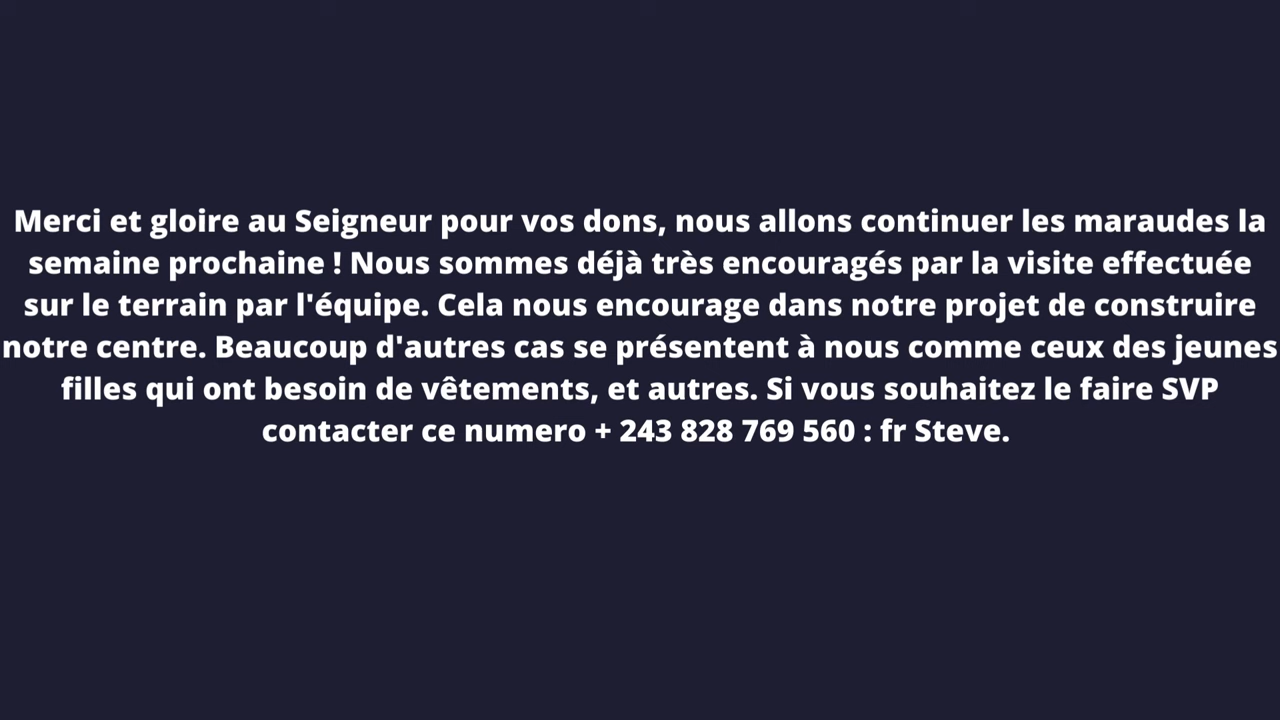 Merci et gloire au Seigneur pour vos dons, nous allons continuer les maraudes la
semaine prochaine ! Nous sommes déjà très encouragés par la visite effectuée
sur le terrain par l'équipe. Cela nous encourage dans notre projet de construire
notre centre. Beaucoup d'autres cas se présentent à nous comme ceux des jeunes
filles qui ont besoin de vêtements, et autres. Si vous souhaitez le faire SVP
contacter ce numero + 243 828 769 560 : fr Steve.